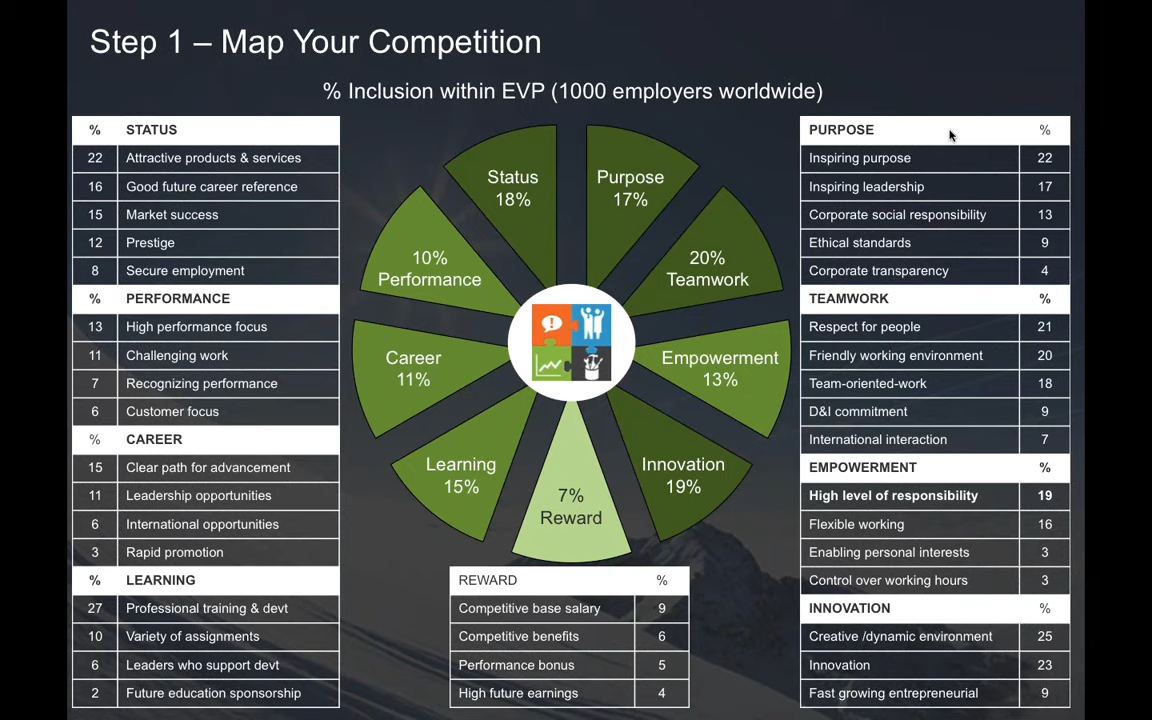 Step 1 – Map Your Competition
% Inclusion within EVP (1000 employers worldwide)
% STATUS
22 Attractive products & services
16 Good future career reference
15 Market success
12 Prestige
8 Secure employment
% PERFORMANCE
13 High performance focus
11 Challenging work
7 Recognizing performance
6 Customer focus
% CAREER
15 Clear path for advancement
11 Leadership opportunities
6 International opportunities
3 Rapid promotion
% LEARNING
27 Professional training & devt
10 Variety of assignments
6 Leaders who support devt
2 Future education sponsorship
Status
18%
Purpose
17%
10%
Performance
20%
Teamwork
Career
11%
Empowerment
13%
Learning
15%
Innovation
19%
7%
Reward
REWARD %
Competitive base salary 9
Competitive benefits 6
Performance bonus 5
High future earnings 4
PURPOSE %
Inspiring purpose 22
Inspiring leadership 17
Corporate social responsibility 13
Ethical standards 9
Corporate transparency 4
TEAMWORK %
Respect for people 21
Friendly working environment 20
Team-oriented-work 18
D&I commitment 9
International interaction 7
EMPOWERMENT %
High level of responsibility 19
Flexible working 16
Enabling personal interests 3
Control over working hours 3
INNOVATION %
Creative /dynamic environment 25
Innovation 23
Fast growing entrepreneurial 9